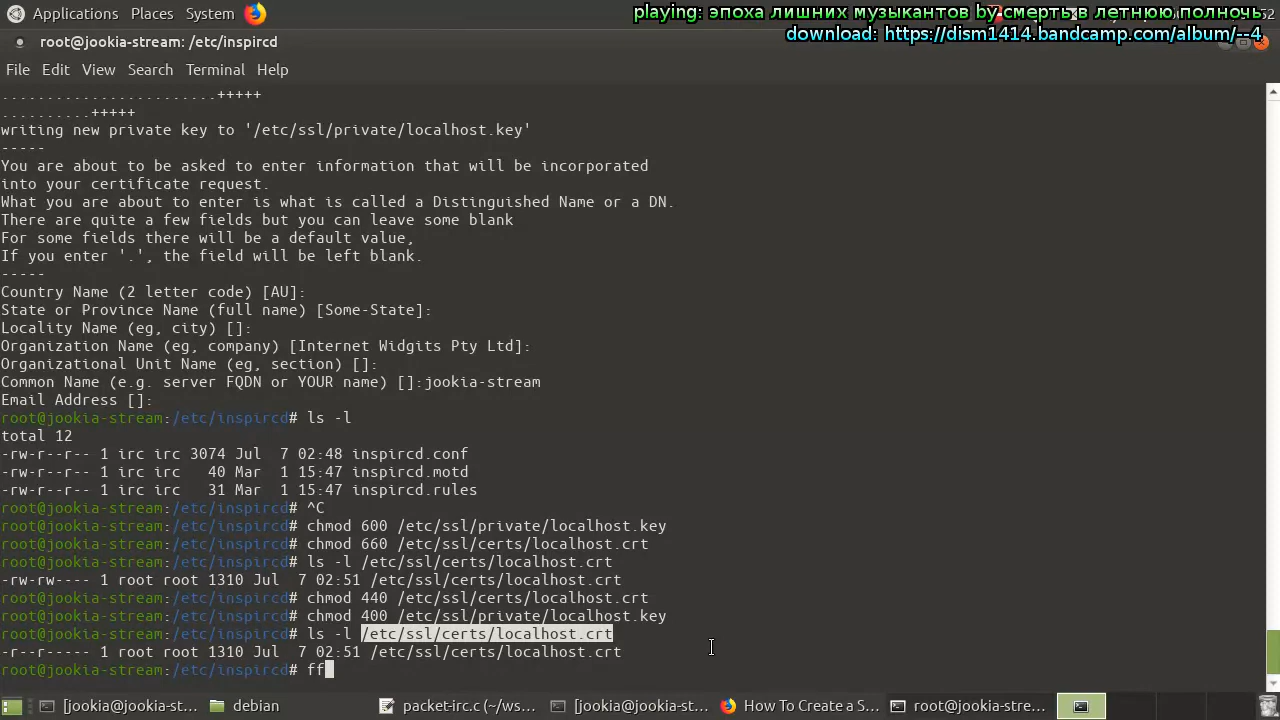 Applications Places System
playing: эпоха лишних музыкантов by смерть в летнюю полночь
download: https://dism1414.bandcamp.com/album/--4
root@jookia-stream: /etc/inspircd
File Edit View Search Terminal Help
........................+++++
..........+++++
writing new private key to '/etc/ssl/private/localhost.key'
-----
You are about to be asked to enter information that will be incorporated
into your certificate request.
What you are about to enter is what is called a Distinguished Name or a DN.
There are quite a few fields but you can leave some blank
For some fields there will be a default value,
If you enter '.', the field will be left blank.
-----
Country Name (2 letter code) [AU]:
State or Province Name (full name) [Some-State]:
Locality Name (eg, city) []:
Organization Name (eg, company) [Internet Widgits Pty Ltd]:
Organizational Unit Name (eg, section) []:
Common Name (e.g. server FQDN or YOUR name) []:jookia-stream
Email Address []:
root@jookia-stream:/etc/inspircd# ls -l
total 12
-rw-r--r-- 1 irc irc 3074 Jul  7 02:48 inspircd.conf
-rw-r--r-- 1 irc irc   40 Mar  1 15:47 inspircd.motd
-rw-r--r-- 1 irc irc   31 Mar  1 15:47 inspircd.rules
root@jookia-stream:/etc/inspircd# ^C
root@jookia-stream:/etc/inspircd# chmod 600 /etc/ssl/private/localhost.key
root@jookia-stream:/etc/inspircd# chmod 660 /etc/ssl/certs/localhost.crt
root@jookia-stream:/etc/inspircd# ls -l /etc/ssl/certs/localhost.crt
-rw-rw---- 1 root root 1310 Jul  7 02:51 /etc/ssl/certs/localhost.crt
root@jookia-stream:/etc/inspircd# chmod 440 /etc/ssl/certs/localhost.crt
root@jookia-stream:/etc/inspircd# chmod 400 /etc/ssl/private/localhost.key
root@jookia-stream:/etc/inspircd# ls -l /etc/ssl/certs/localhost.crt
-r--r----- 1 root root 1310 Jul  7 02:51 /etc/ssl/certs/localhost.crt
root@jookia-stream:/etc/inspircd# ff
[jookia@jookia-st... debian packet-irc.c (~/ws... [jookia@jookia-st... How To Create a S... root@jookia-stre...